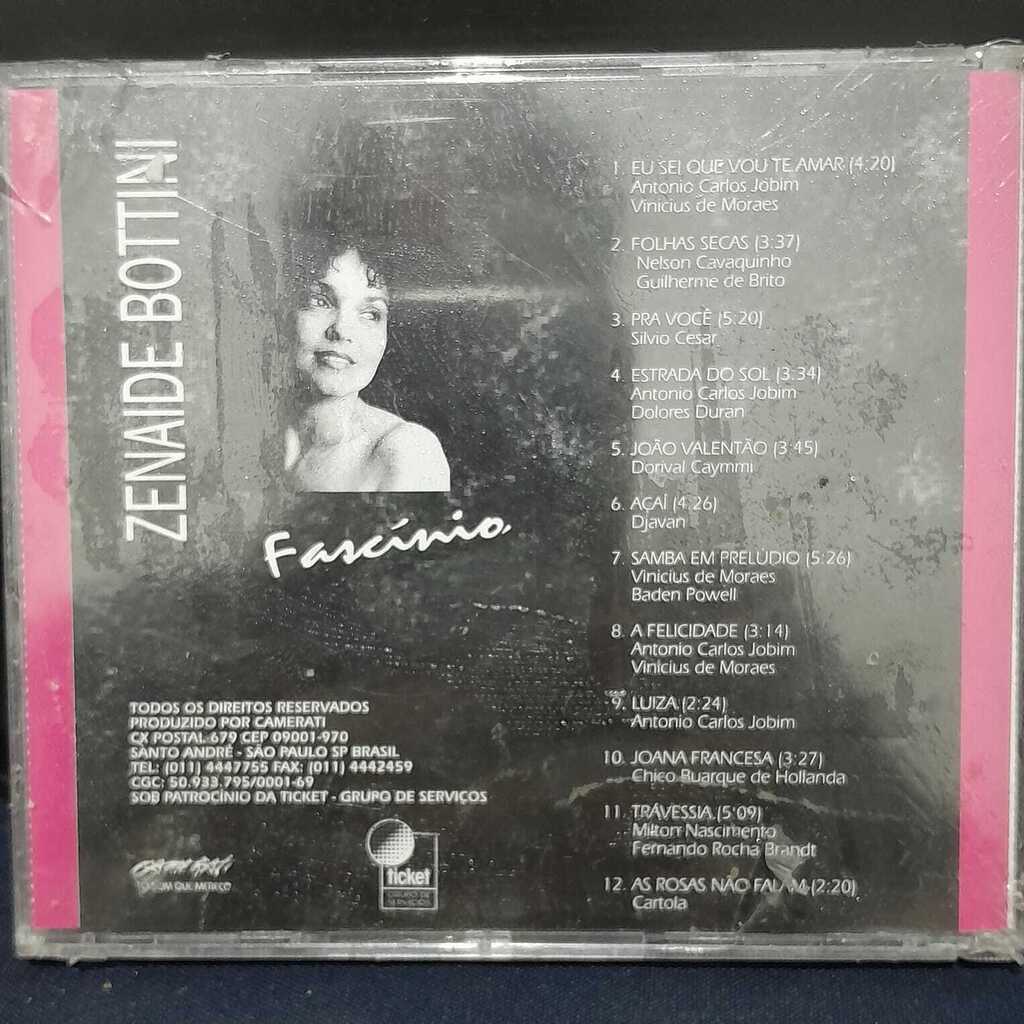 ZENAIDE BOTTINI
Fascínio
1. EU SEI QUE VOU TE AMAR (4:20)
Antonio Carlos Jobim
Vinicius de Moraes
2. FOLHAS SECAS (3:37)
Nelson Cavaquinho
Guilherme de Brito
3. PRA VOCÊ (5:20)
Silvio Cesar
4. ESTRADA DO SOL (3:34)
Antonio Carlos Jobim
Dolores Duran
5. JOÃO VALENTÃO (3:45)
Dorival Caymmi
6. AÇAÍ (4:26)
Djavan
7. SAMBA EM PRELÚDIO (5:26)
Vinicius de Moraes
Baden Powell
8. A FELICIDADE (3:14)
Antonio Carlos Jobim
Vinicius de Moraes
9. LUIZA (2:24)
Antonio Carlos Jobim
10. JOANA FRANCESA (3:27)
Chico Buarque de Hollanda
11. TRAVESSIA (5:09)
Milton Nascimento
Fernando Rocha Brandt
12. AS ROSAS NÃO FALAM (2:20)
Cartola
TODOS OS DIREITOS RESERVADOS
PRODUZIDO POR CAMERATI
CX POSTAL 679 CEP 09001-970
SANTO ANDRÉ - SÃO PAULO SP BRASIL
TEL: (011) 4447755 FAX: (011) 4442459
CGC: 50.933.795/0001-69
SOB PATROCÍNIO DA TICKET - GRUPO DE SERVIÇOS
QUE MEREÇO
ticket
GRUPO DE
SERVIÇOS